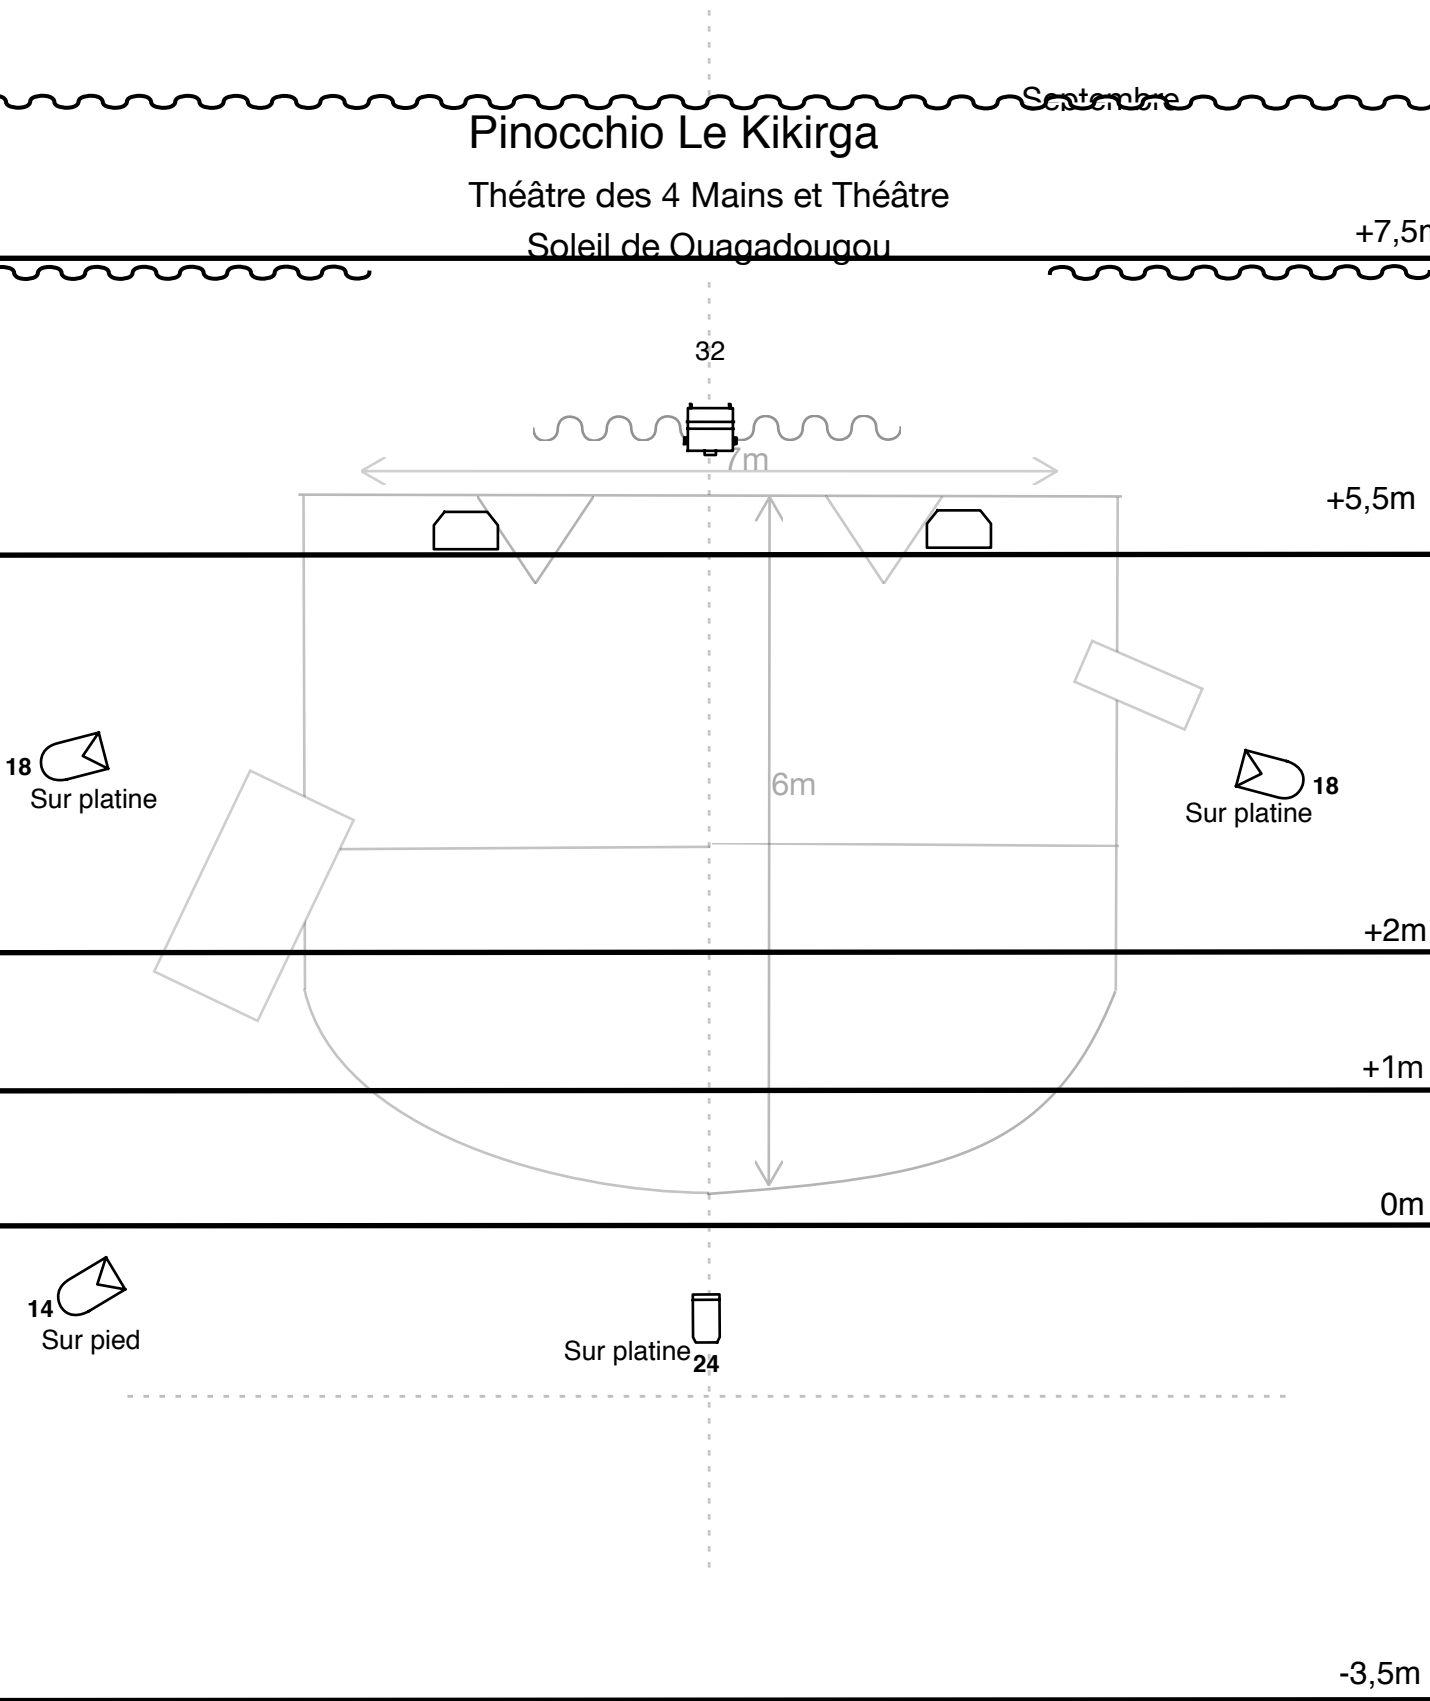 Septembre
Pinocchio Le Kikirga
Théâtre des 4 Mains et Théâtre
Soleil de Ouagadougou
+7,5m
32
7m
+5,5m
18
Sur platine
6m
18
Sur platine
+2m
+1m
0m
14
Sur pied
Sur platine
24
-3,5m